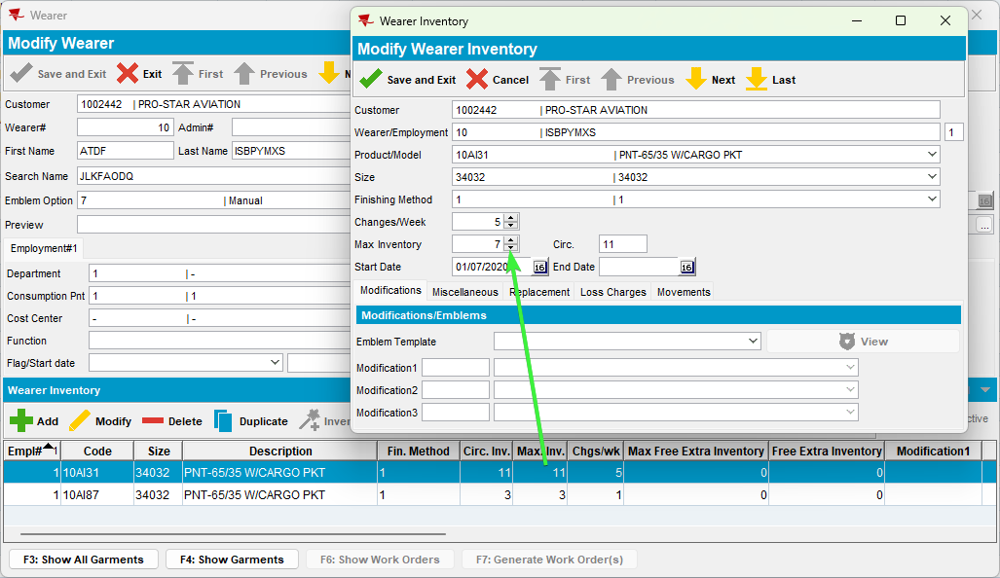 Wearer
Modify Wearer
Save and Exit Exit First Previous N
Customer 1002442 | PRO-STAR AVIATION
Wearer# 10 Admin#
First Name ATDF Last Name ISBPYMXS
Search Name JLKFAODQ
Emblem Option 7 | Manual
Preview
Employment#1
Department 1 | -
Consumption Pnt 1 | 1
Cost Center - | -
Function
Flag/Start date
16
...
Wearer Inventory
Modify Wearer Inventory
Save and Exit Cancel First Previous Next Last
Customer 1002442 | PRO-STAR AVIATION
Wearer/Employment 10 | ISBPYMXS 1
Product/Model 10AI31 | PNT-65/35 W/CARGO PKT
Size 34032 | 34032
Finishing Method 1 | 1
Changes/Week 5
Max Inventory 7 Circ. 11
Start Date 01/07/2020 16 End Date 16
Modifications Miscellaneous Replacement Loss Charges Movements
Modifications/Emblems
Emblem Template View
Modification1
Modification2
Modification3
Wearer Inventory
Add Modify Delete Duplicate Inver ctive
Empl# 1 Code Size Description Fin. Method Circ. Inv. Max. Inv. Chgs/wk Max Free Extra Inventory Free Extra Inventory Modification1
1 10AI31 34032 PNT-65/35 W/CARGO PKT 1 11 11 5 0 0
1 10AI87 34032 PNT-65/35 W/CARGO PKT 1 3 3 1 0 0
F3: Show All Garments F4: Show Garments F6: Show Work Orders F7: Generate Work Order(s)